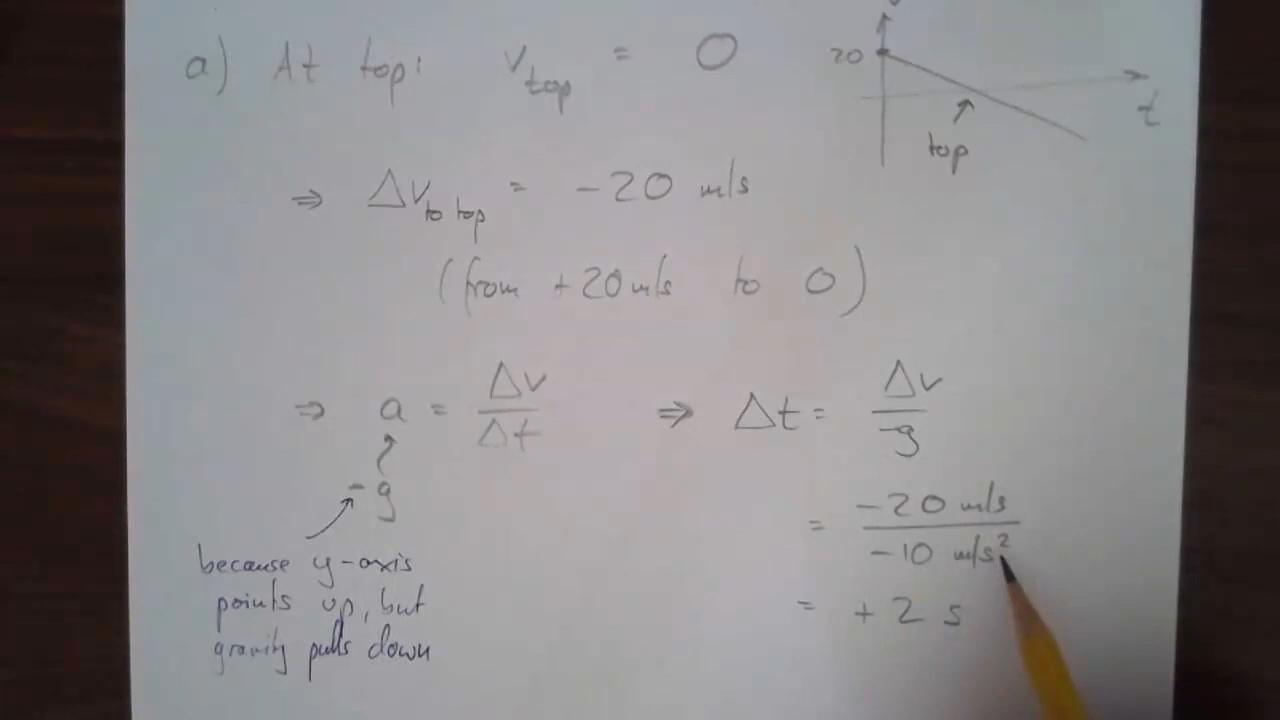 a) At top: v_top = 0
⇒ Δv_to top = -20 m/s
(from +20 m/s to 0)
⇒ a = Δv/Δt ⇒ Δt = Δv/-g
-g
because y-axis
points up, but
gravity pulls down
= -20 m/s / -10 m/s²
= +2 s
20
t
top